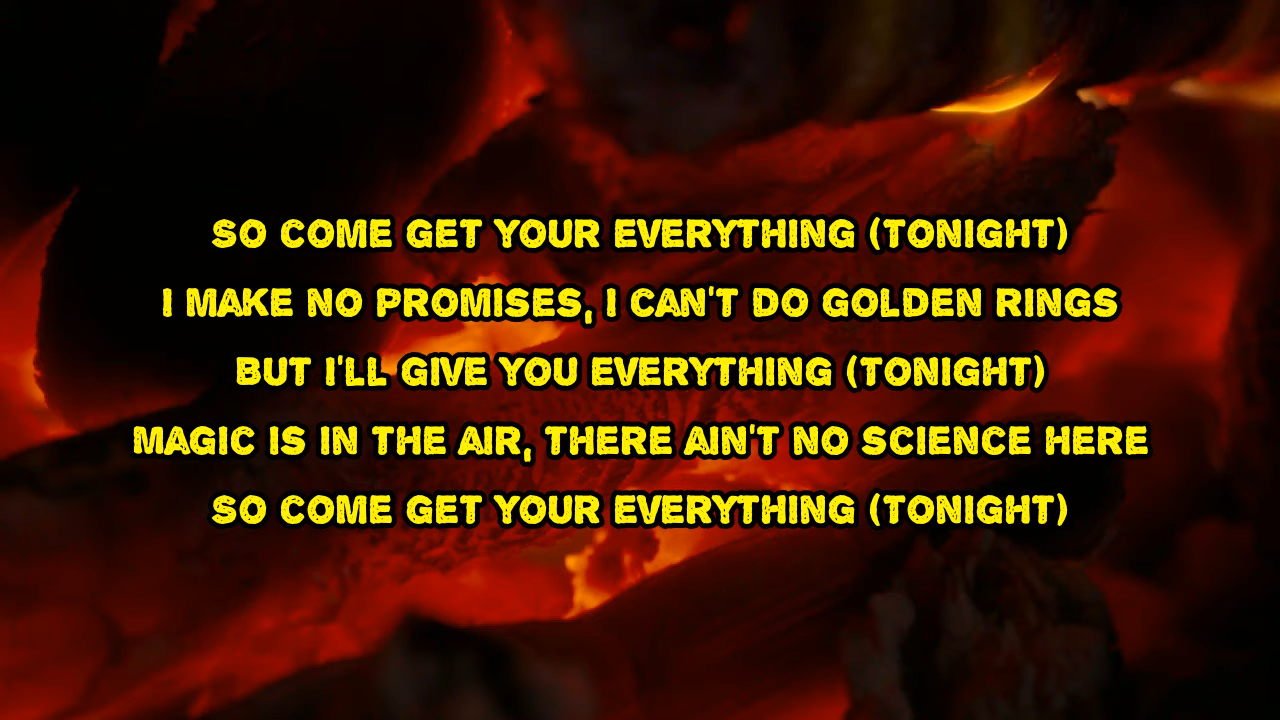 SO COME GET YOUR EVERYTHING (TONIGHT)
I MAKE NO PROMISES, I CAN'T DO GOLDEN RINGS
BUT I'LL GIVE YOU EVERYTHING (TONIGHT)
MAGIC IS IN THE AIR, THERE AIN'T NO SCIENCE HERE
SO COME GET YOUR EVERYTHING (TONIGHT)